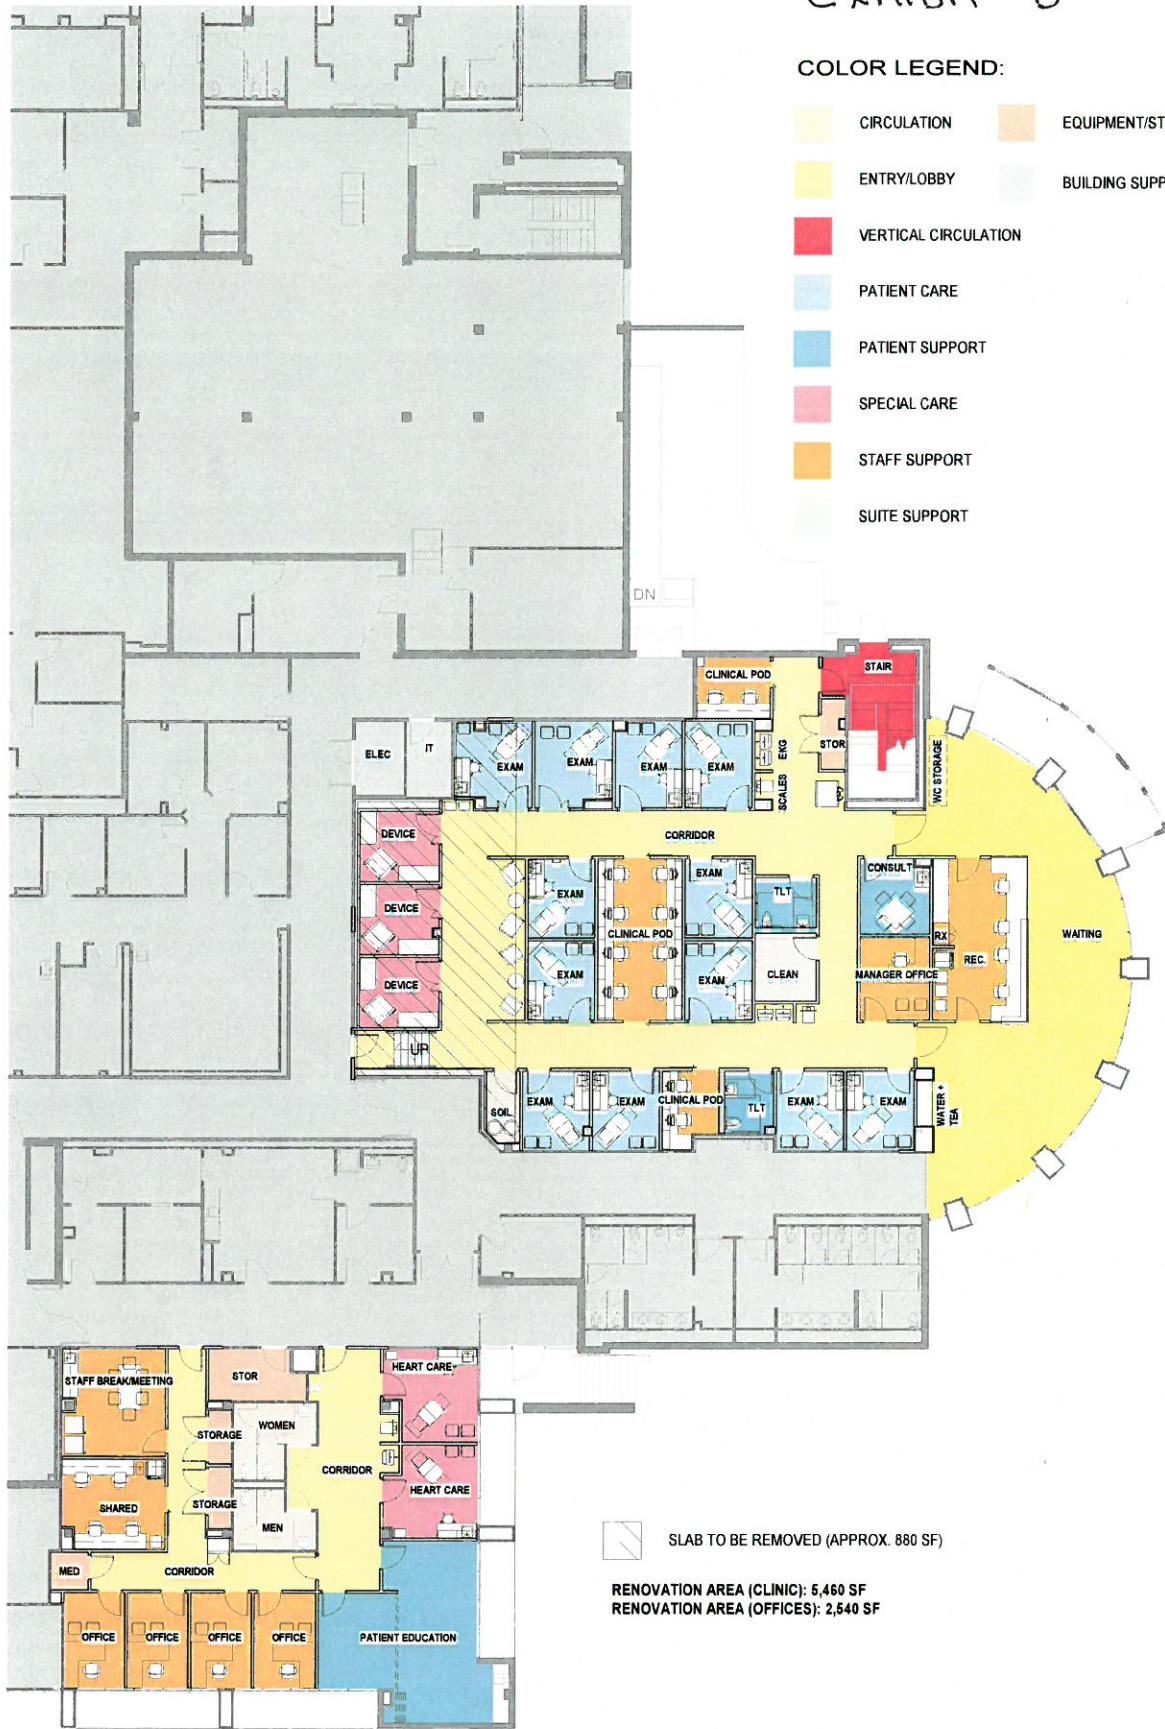 COLOR LEGEND:
CIRCULATION
EQUIPMENT/ST
ENTRY/LOBBY
BUILDING SUPP
VERTICAL CIRCULATION
PATIENT CARE
PATIENT SUPPORT
SPECIAL CARE
STAFF SUPPORT
SUITE SUPPORT
DN
CLINICAL POD
STAIR
ELEC
IT
EXAM
EXAM
EXAM
EXAM
EKG
STOR
SCALES
WC STORAGE
DEVICE
CORRIDOR
EXAM
EXAM
TLT
CONSULT
DEVICE
CLINICAL POD
RX
WAITING
REC.
EXAM
EXAM
CLEAN
MANAGER OFFICE
DEVICE
UP
SOIL
EXAM
EXAM
CLINICAL POD
TLT
EXAM
EXAM
WATER +
TEA
STAFF BREAK/MEETING
STOR
HEART CARE
STORAGE
WOMEN
CORRIDOR
SHARED
STORAGE
MEN
HEART CARE
MED
CORRIDOR
OFFICE
OFFICE
OFFICE
OFFICE
PATIENT EDUCATION
SLAB TO BE REMOVED (APPROX. 880 SF)
RENOVATION AREA (CLINIC): 5,460 SF
RENOVATION AREA (OFFICES): 2,540 SF